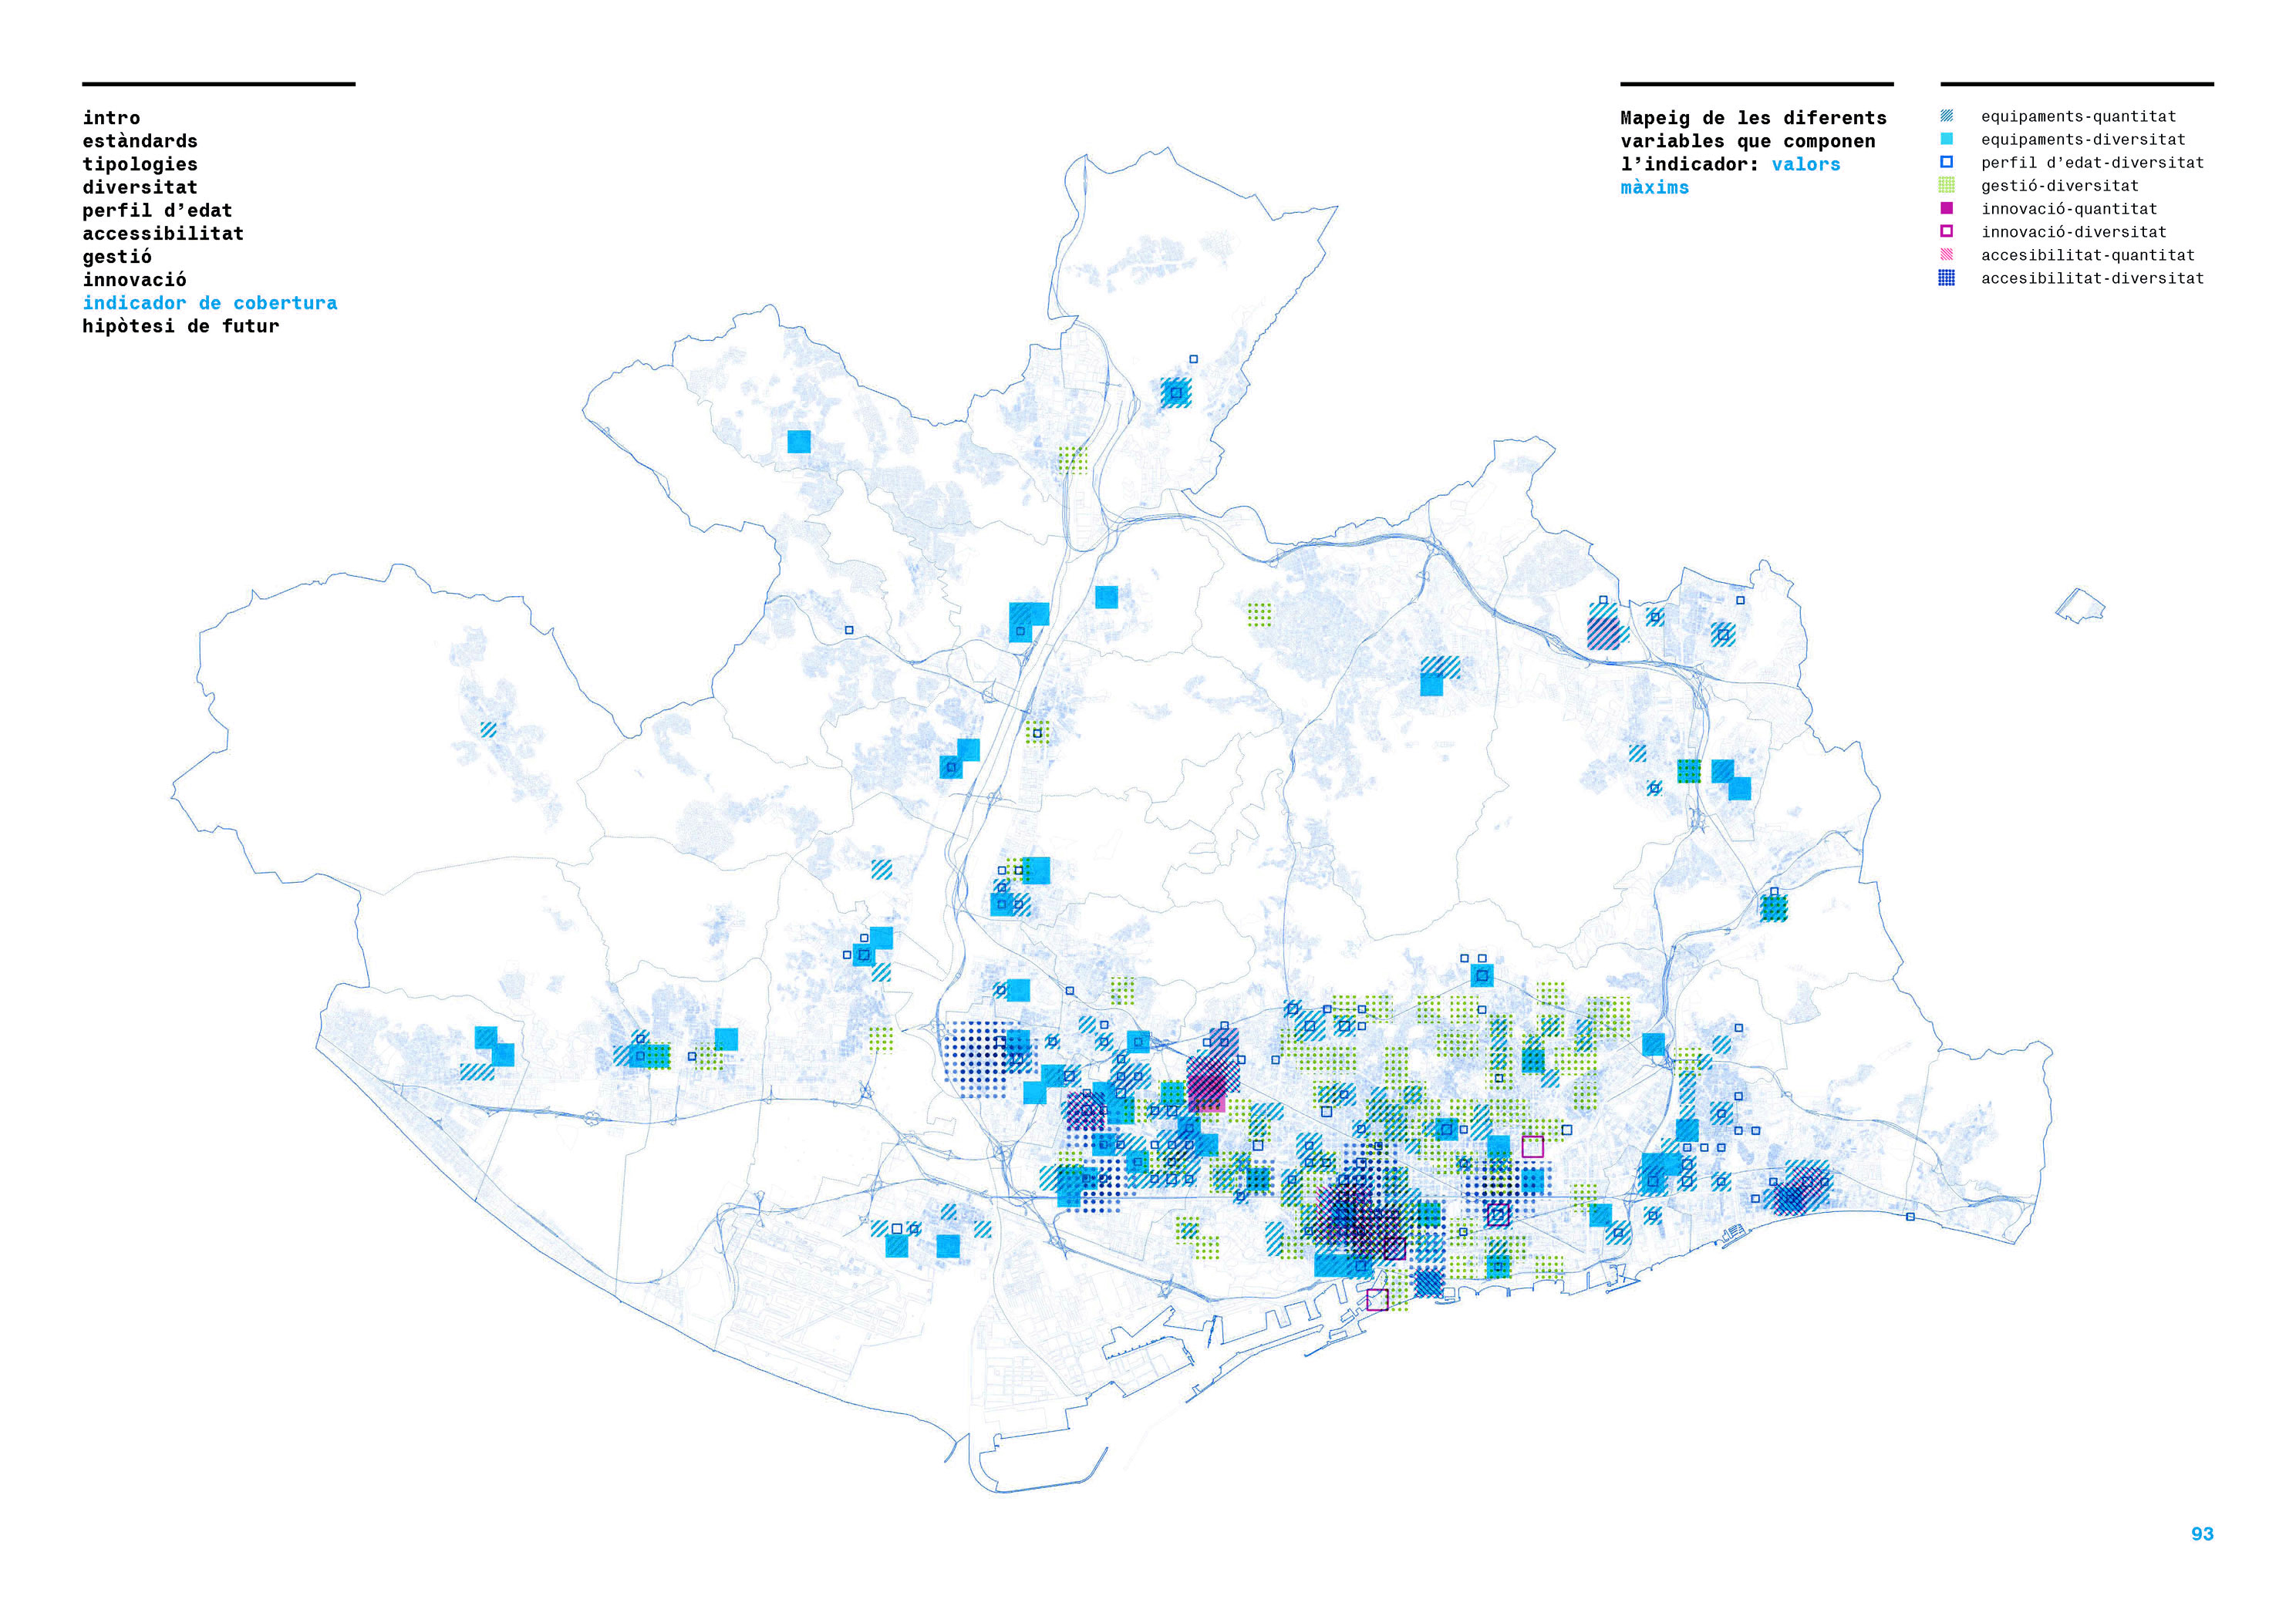 intro
estàndards
tipologies
diversitat
perfil d’edat
accessibilitat
gestió
innovació
indicador de cobertura
hipòtesi de futur
Mapeig de les diferents
variables que componen
l’indicador: valors
màxims
equipaments-quantitat
equipaments-diversitat
perfil d’edat-diversitat
gestió-diversitat
innovació-quantitat
innovació-diversitat
accesibilitat-quantitat
accesibilitat-diversitat
93